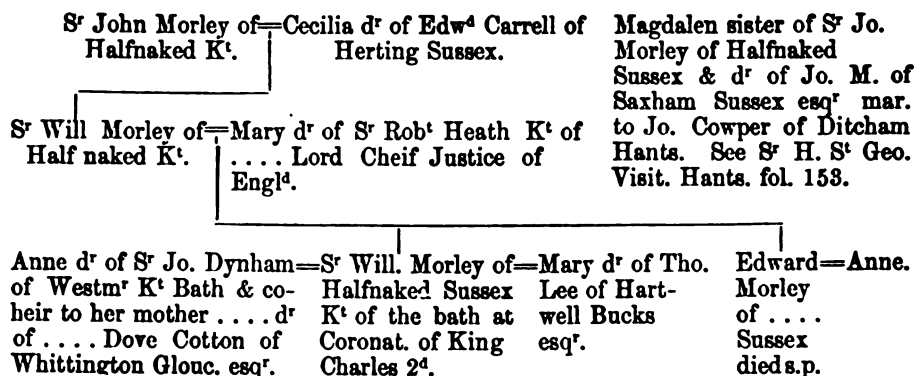 Sʳ John Morley of=Cecilia dʳ of Edwᵈ Carrell of
Halfnaked Kᵗ. Herting Sussex.
Magdalen sister of Sʳ Jo.
Morley of Halfnaked
Sussex & dʳ of Jo. M. of
Saxham Sussex esqʳ mar.
to Jo. Cowper of Ditcham
Hants. See Sʳ H. Sᵗ Geo.
Visit. Hants. fol. 153.
Sʳ Will Morley of=Mary dʳ of Sʳ Robᵗ Heath Kᵗ of
Half naked Kᵗ. . . . . Lord Cheif Justice of
Englᵈ.
Anne dʳ of Sʳ Jo. Dynham=
of Westmʳ Kᵗ Bath & co-
heir to her mother . . . . dʳ
of . . . . Dove Cotton of
Whittington Glouc. esqʳ.
Sʳ Will. Morley of=
Halfnaked Sussex
Kᵗ of the bath at
Coronat. of King
Charles 2ᵈ.
Mary dʳ of Tho.
Lee of Hart-
well Bucks
esqʳ.
Edward=Anne.
Morley
of . . . .
Sussex
died s.p.